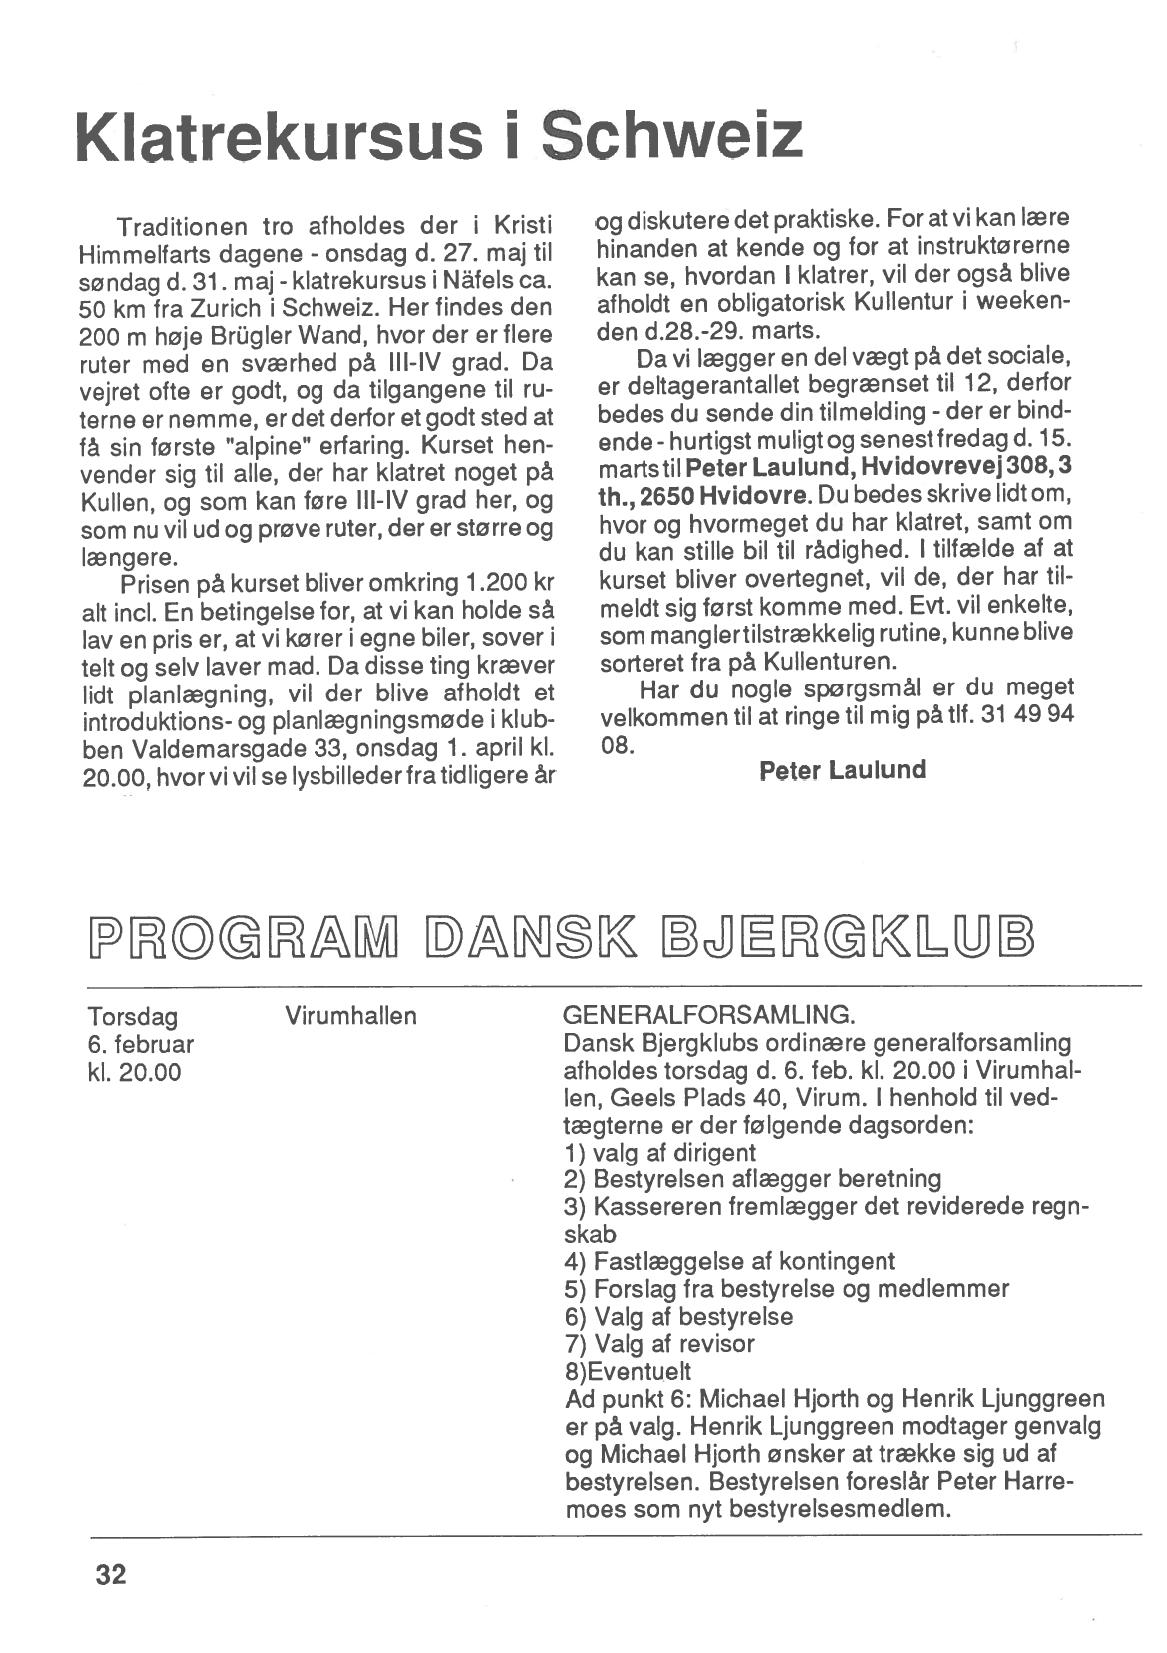 Klatrekursus i Schweiz
Traditionen tro afholdes der i Kristi
Himmelfarts dagene - onsdag d. 27. maj til
søndag d. 31. maj - klatrekursus i Näfels ca.
50 km fra Zurich i Schweiz. Her findes den
200 m høje Brügler Wand, hvor der er flere
ruter med en sværhed på III-IV grad. Da
vejret ofte er godt, og da tilgangene til ru-
terne er nemme, er det derfor et godt sted at
få sin første "alpine" erfaring. Kurset hen-
vender sig til alle, der har klatret noget på
Kullen, og som kan føre III-IV grad her, og
som nu vil ud og prøve ruter, der er større og
længere.
Prisen på kurset bliver omkring 1.200 kr
alt incl. En betingelse for, at vi kan holde så
lav en pris er, at vi kører i egne biler, sover i
telt og selv laver mad. Da disse ting kræver
lidt planlægning, vil der blive afholdt et
introduktions- og planlægningsmøde i klub-
ben Valdemarsgade 33, onsdag 1. april kl.
20.00, hvor vi vil se lysbilleder fra tidligere år
og diskutere det praktiske. For at vi kan lære
hinanden at kende og for at instruktørerne
kan se, hvordan I klatrer, vil der også blive
afholdt en obligatorisk Kullentur i weeken-
den d.28.-29. marts.
Da vi lægger en del vægt på det sociale,
er deltagerantallet begrænset til 12, derfor
bedes du sende din tilmelding - der er bind-
ende - hurtigst muligt og senest fredag d. 15.
marts til Peter Laulund, Hvidovrevej 308, 3
th., 2650 Hvidovre. Du bedes skrive lidt om,
hvor og hvormeget du har klatret, samt om
du kan stille bil til rådighed. I tilfælde af at
kurset bliver overtegnet, vil de, der har til-
meldt sig først komme med. Evt. vil enkelte,
som mangler tilstrækkelig rutine, kunne blive
sorteret fra på Kullenturen.
Har du nogle spørgsmål er du meget
velkommen til at ringe til mig på tlf. 31 49 94
08.
Peter Laulund
PROGRAM DANSK BJERGKLUB
Torsdag
6. februar
kl. 20.00
Virumhallen
GENERALFORSAMLING.
Dansk Bjergklubs ordinære generalforsamling
afholdes torsdag d. 6. feb. kl. 20.00 i Virumhal-
len, Geels Plads 40, Virum. I henhold til ved-
tægterne er der følgende dagsorden:
1) valg af dirigent
2) Bestyrelsen aflægger beretning
3) Kassereren fremlægger det reviderede regn-
skab
4) Fastlæggelse af kontingent
5) Forslag fra bestyrelse og medlemmer
6) Valg af bestyrelse
7) Valg af revisor
8)Eventuelt
Ad punkt 6: Michael Hjorth og Henrik Ljunggreen
er på valg. Henrik Ljunggreen modtager genvalg
og Michael Hjorth ønsker at trække sig ud af
bestyrelsen. Bestyrelsen foreslår Peter Harre-
moes som nyt bestyrelsesmedlem.
32